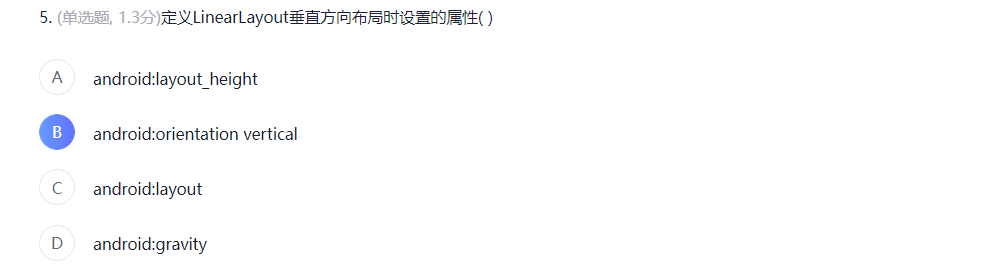 5. (单选题, 1.3分)定义LinearLayout垂直方向布局时设置的属性( )
A android:layout_height
B android:orientation vertical
C android:layout
D android:gravity